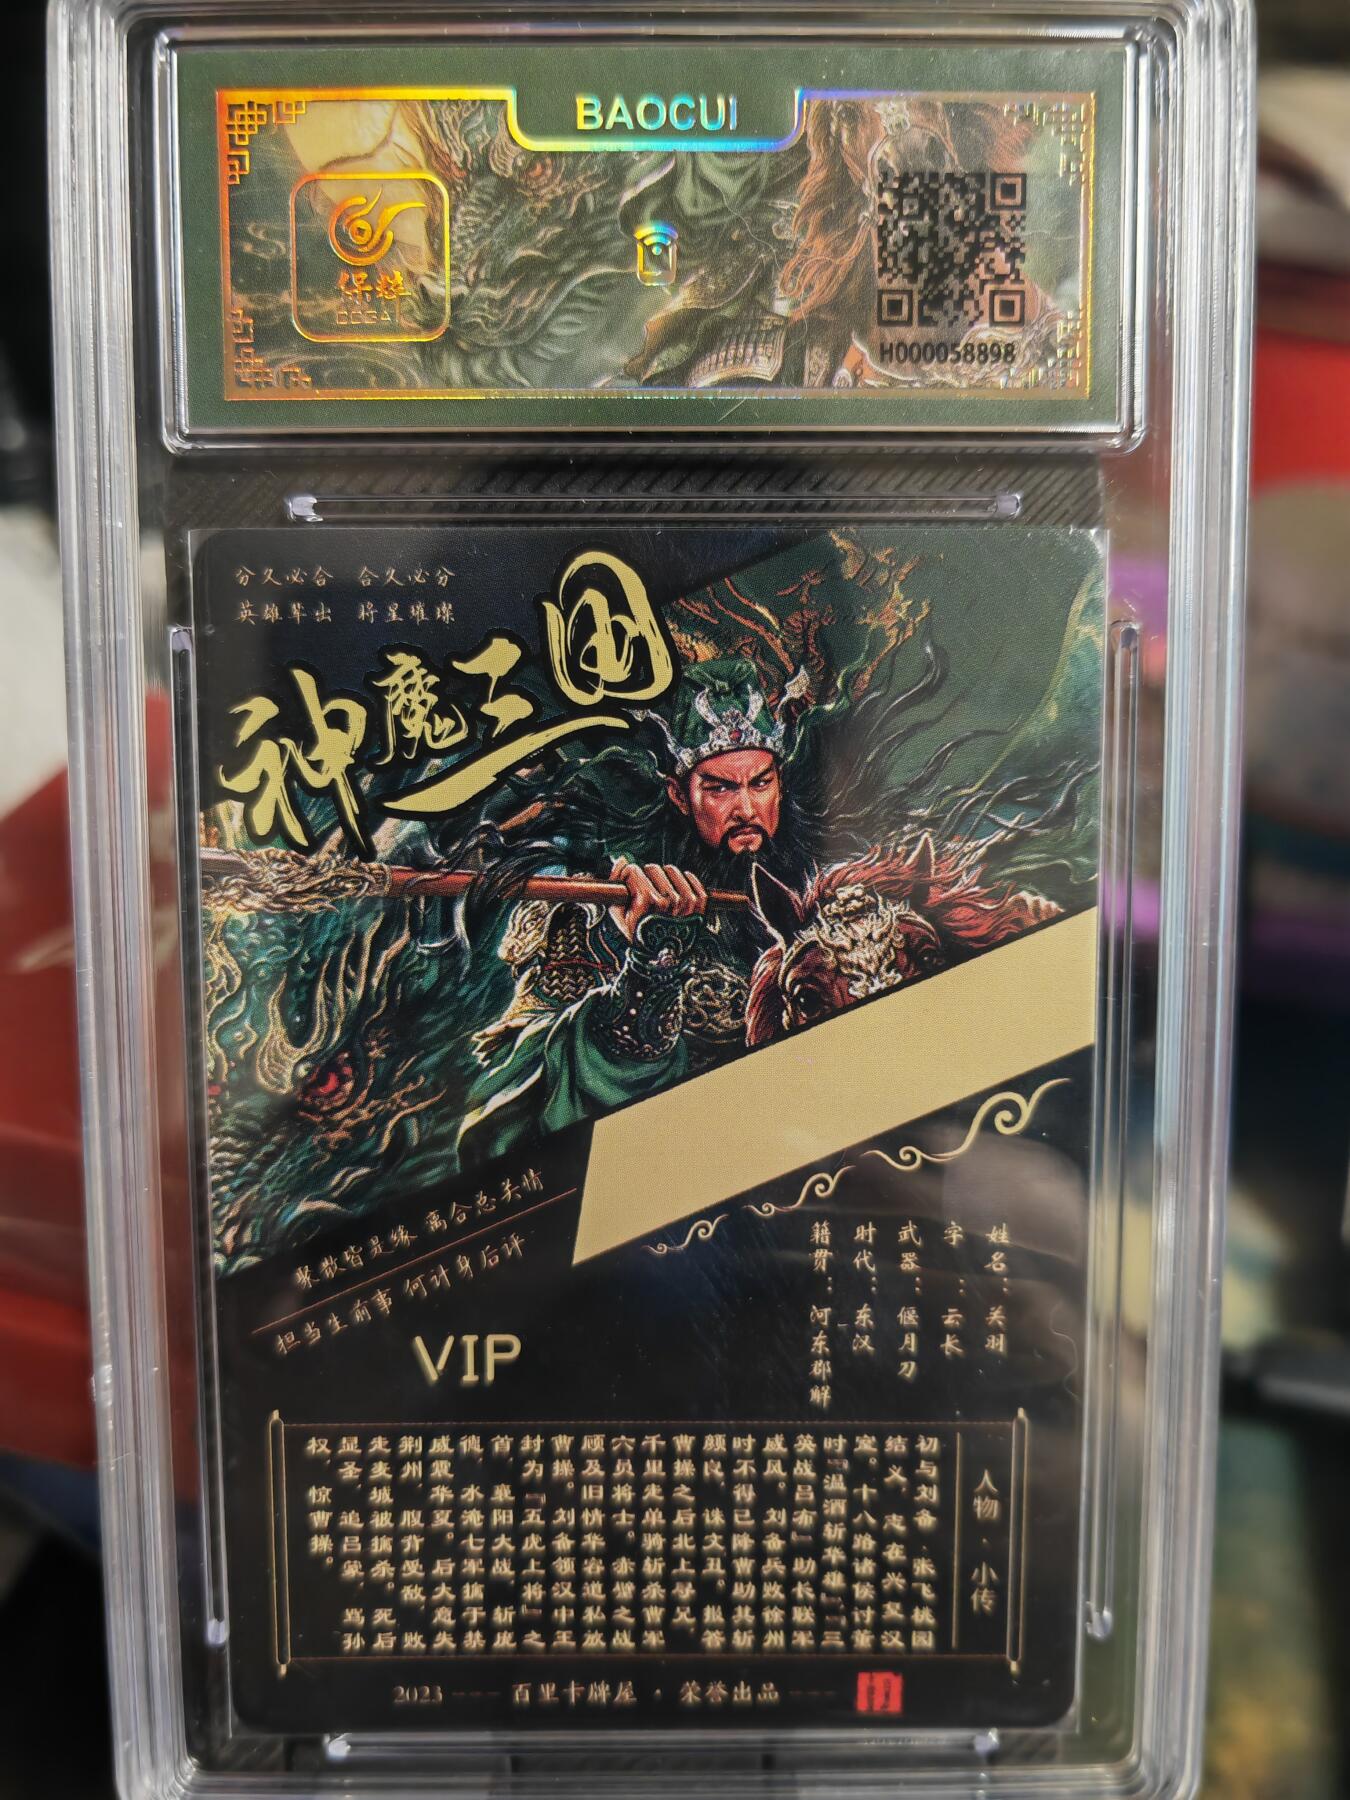 BAOCUI
保粹
CCGA
H000058898
分久必合 合久必分
英雄辈出 将星璀璨
神魔三国
聚散皆是缘 离合总关情
担当生前事 何计身后评
VIP
姓名：关羽
字：云长
武器：偃月刀
时代：东汉
籍贯：河东郡解
人物·小传
初与刘备、张飞桃园
结义，志在兴复汉
室。十八路诸侯讨董
时『温酒斩华雄』『三
英战吕布』助长联军
威风。刘备兵败徐州
时不得已降曹助其斩
颜良、诛文丑。报答
曹操之后北上寻兄，
千里走单骑斩杀曹军
六员将士。赤壁之战
顾及旧情华容道私放
曹操。刘备领汉中王
封为『五虎上将』之
首，襄阳大战，斩庞
德，水淹七军擒于禁
威震华夏。后大意失
荆州，腹背受敌，败
走麦城被擒杀。死后
显圣，追吕蒙，骂孙
权，惊曹操。
2023 --- 百里卡牌屋 · 荣誉出品 ---